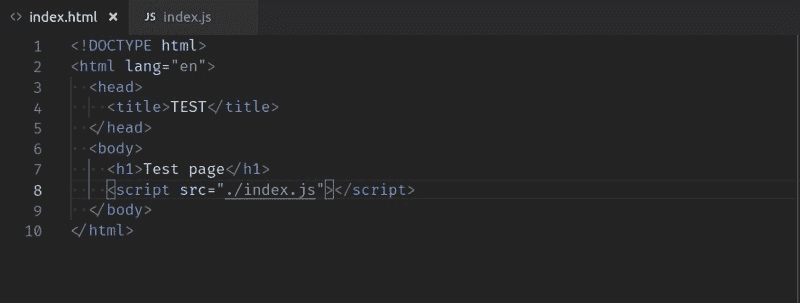 <> index.html × JS index.js
1 <!DOCTYPE html>
2 <html lang="en">
3 <head>
4 <title>TEST</title>
5 </head>
6 <body>
7 <h1>Test page</h1>
8 <script src="./index.js"></script>
9 </body>
10 </html>